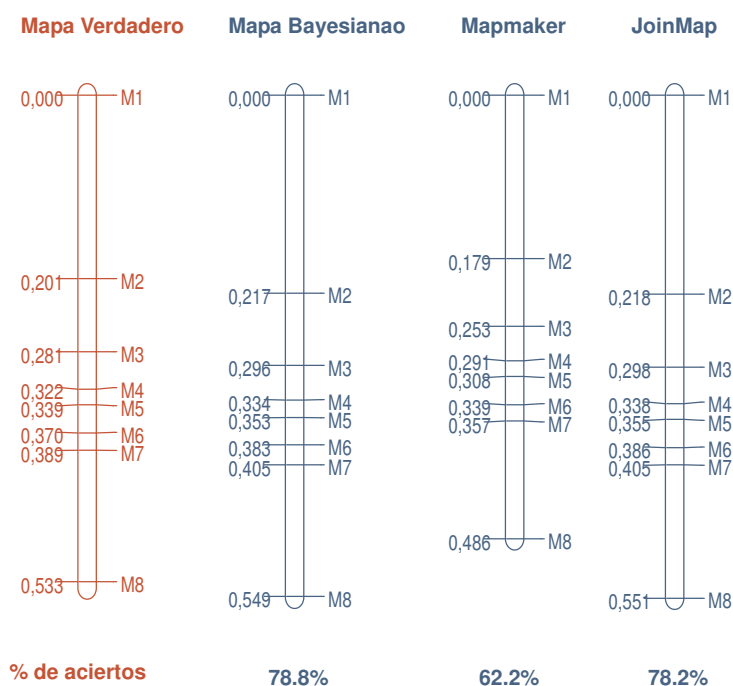 Mapa Verdadero Mapa Bayesianao Mapmaker JoinMap
0,000 M1 0,000 M1 0,000 M1 0,000 M1
0,179 M2
0,201 M2
0,217 M2 0,218 M2
0,253 M3
0,281 M3
0,291 M4
0,296 M3 0,298 M3
0,308 M5
0,322 M4
0,334 M4 0,339 M6 0,338 M4
0,339 M5
0,353 M5 0,357 M7 0,355 M5
0,370 M6
0,383 M6 0,386 M6
0,389 M7
0,405 M7 0,405 M7
0,486 M8
0,533 M8
0,549 M8 0,551 M8
% de aciertos 78.8% 62.2% 78.2%